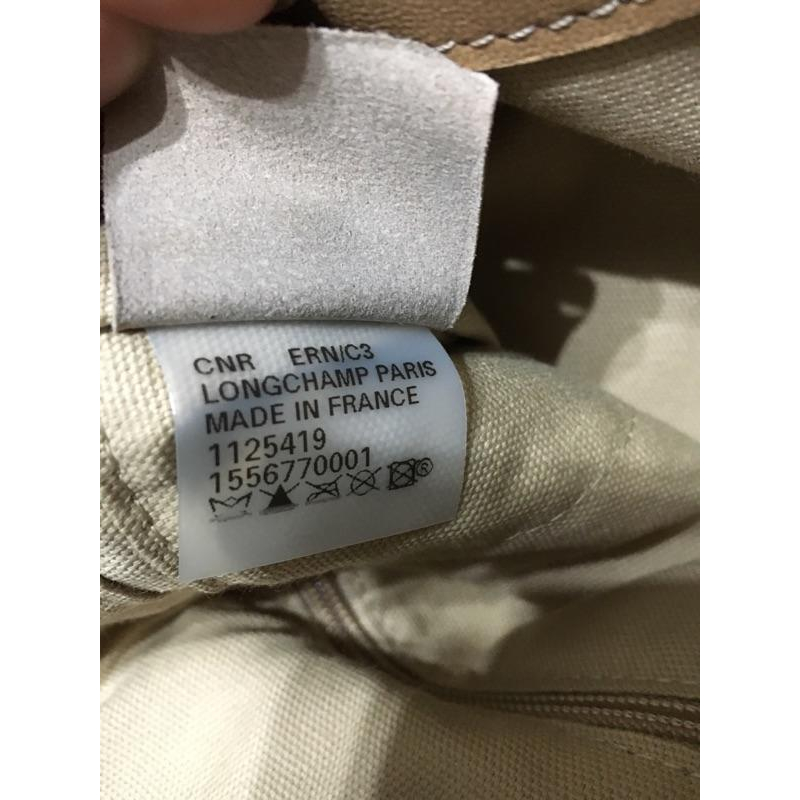 CNR ERN/C3
LONGCHAMP PARIS
MADE IN FRANCE
1125419
1556770001
®